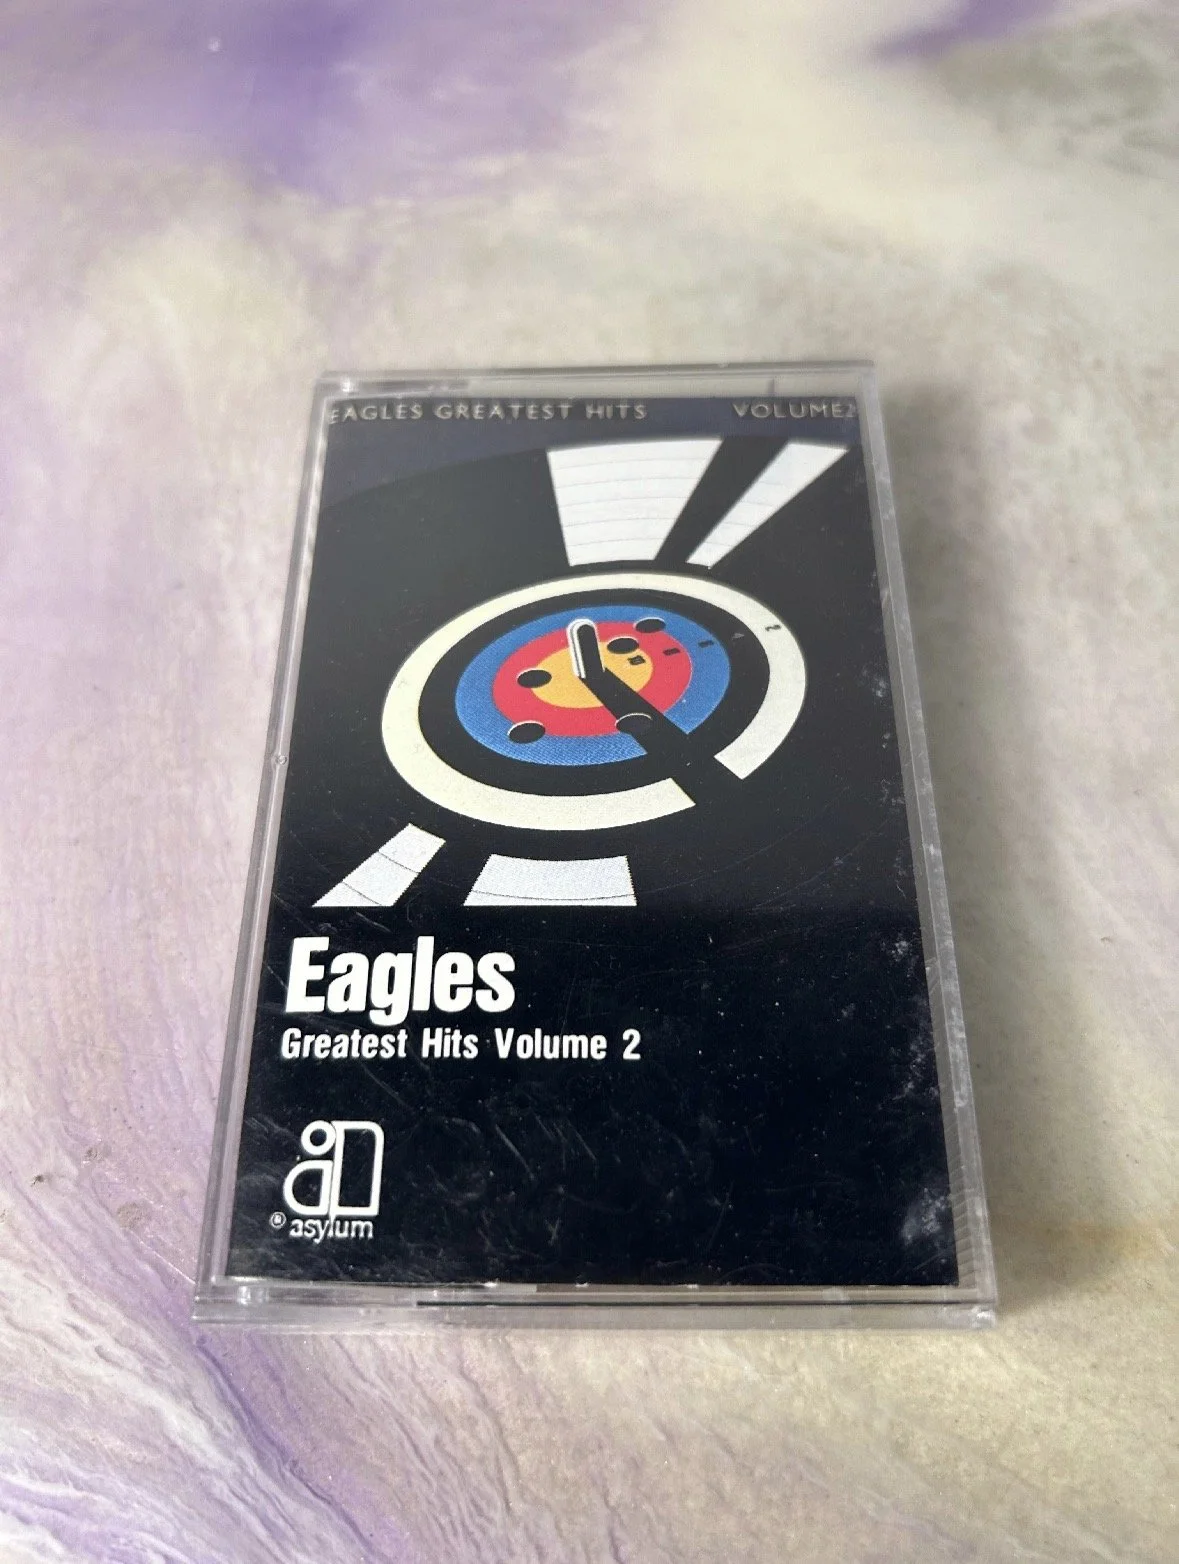 EAGLES GREATEST HITS VOLUME 2
Eagles
Greatest Hits Volume 2
® asylum